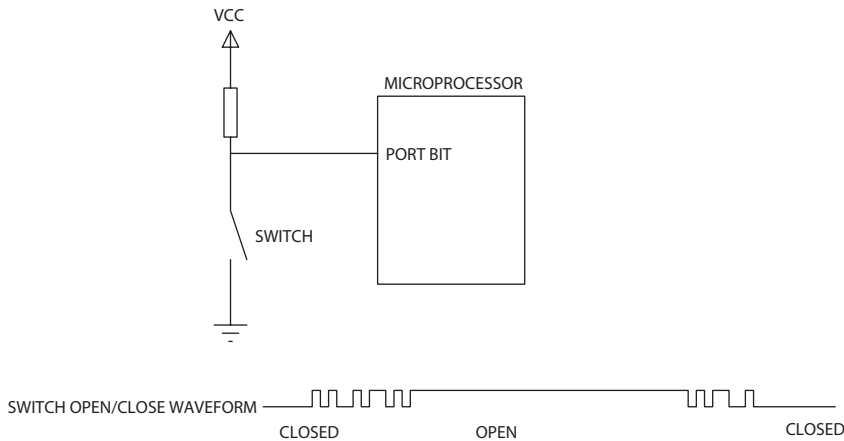 VCC
MICROPROCESSOR
PORT BIT
SWITCH
SWITCH OPEN/CLOSE WAVEFORM
CLOSED
OPEN
CLOSED